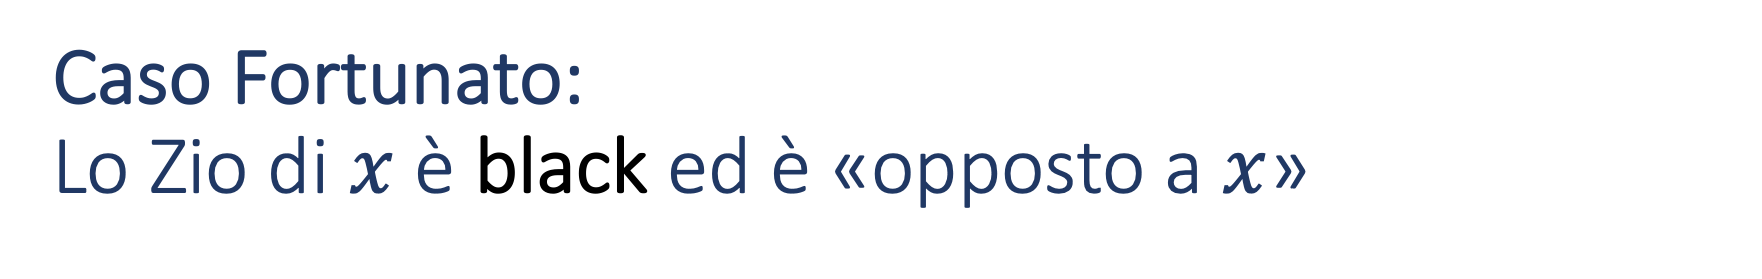 Caso Fortunato:
Lo Zio di 𝑥 è black ed è «opposto a 𝑥»